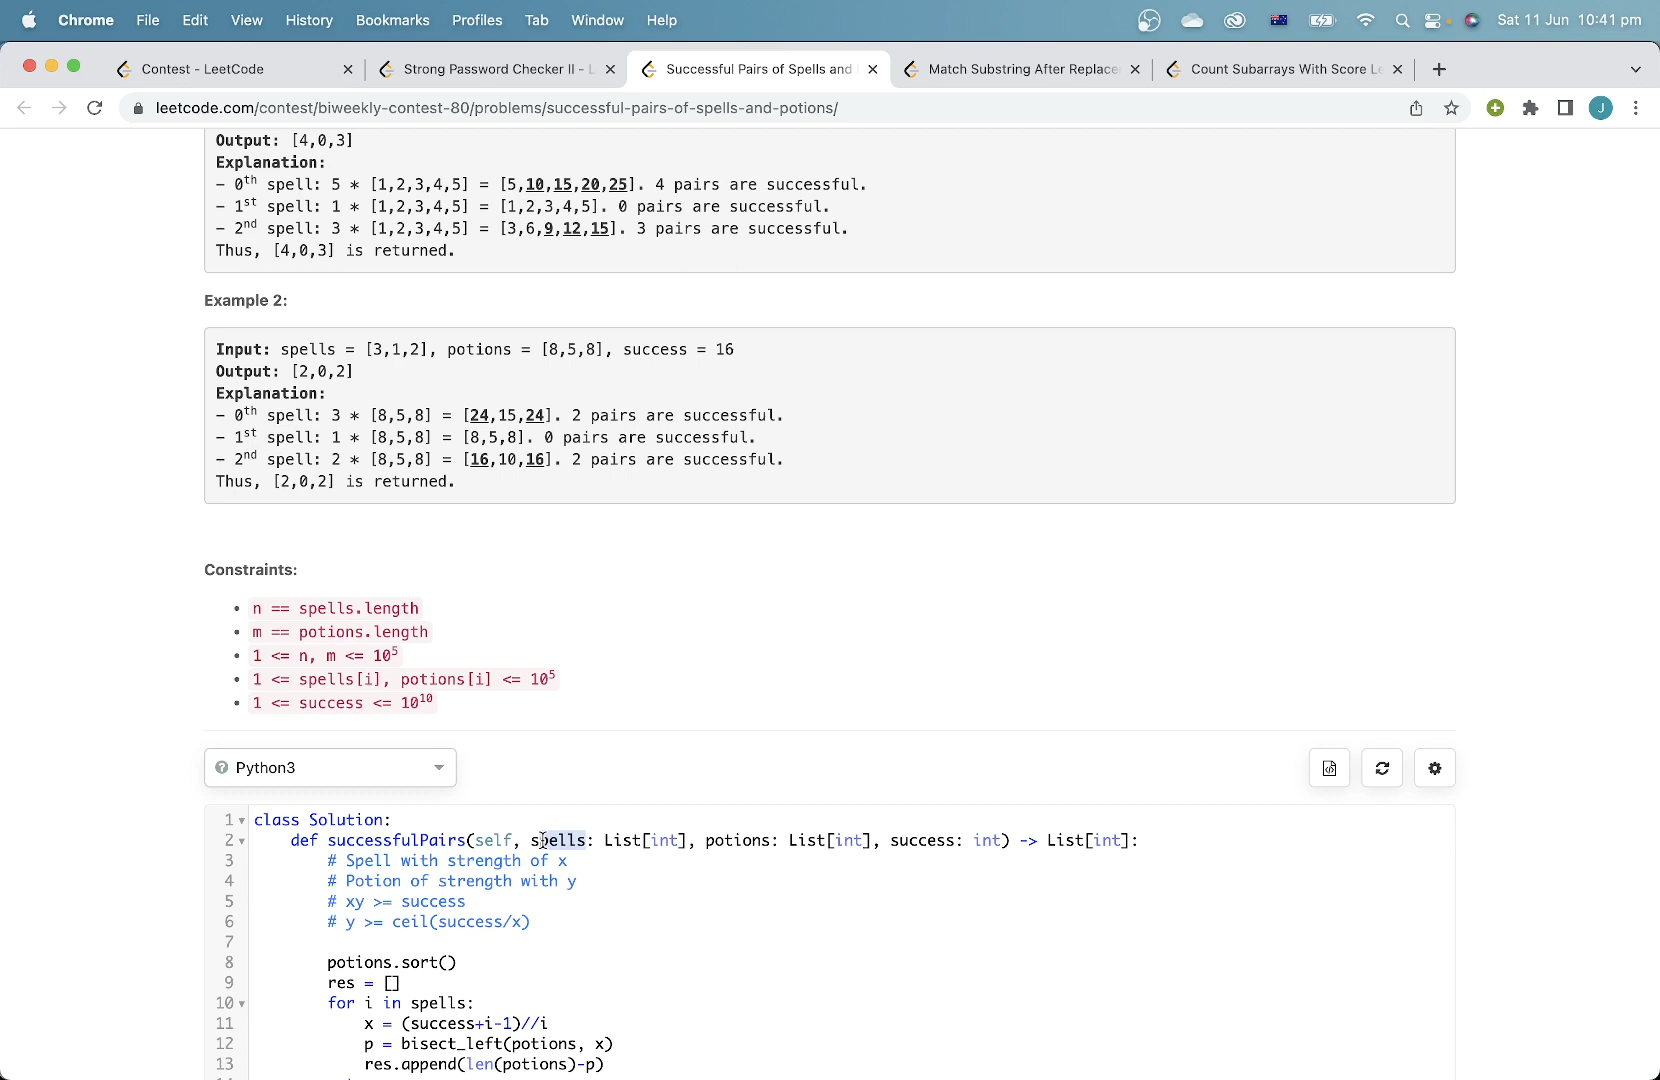 Chrome File Edit View History Bookmarks Profiles Tab Window Help Sat 11 Jun 10:41 pm
Contest - LeetCode Strong Password Checker II - L Successful Pairs of Spells and Match Substring After Replace Count Subarrays With Score Le
leetcode.com/contest/biweekly-contest-80/problems/successful-pairs-of-spells-and-potions/ J
Output: [4,0,3]
Explanation:
- 0th spell: 5 * [1,2,3,4,5] = [5,10,15,20,25]. 4 pairs are successful.
- 1st spell: 1 * [1,2,3,4,5] = [1,2,3,4,5]. 0 pairs are successful.
- 2nd spell: 3 * [1,2,3,4,5] = [3,6,9,12,15]. 3 pairs are successful.
Thus, [4,0,3] is returned.
Example 2:
Input: spells = [3,1,2], potions = [8,5,8], success = 16
Output: [2,0,2]
Explanation:
- 0th spell: 3 * [8,5,8] = [24,15,24]. 2 pairs are successful.
- 1st spell: 1 * [8,5,8] = [8,5,8]. 0 pairs are successful.
- 2nd spell: 2 * [8,5,8] = [16,10,16]. 2 pairs are successful.
Thus, [2,0,2] is returned.
Constraints:
• n == spells.length
• m == potions.length
• 1 <= n, m <= 10⁵
• 1 <= spells[i], potions[i] <= 10⁵
• 1 <= success <= 10¹⁰
Python3
1 class Solution:
2 def successfulPairs(self, spells: List[int], potions: List[int], success: int) -> List[int]:
3 # Spell with strength of x
4 # Potion of strength with y
5 # xy >= success
6 # y >= ceil(success/x)
7
8 potions.sort()
9 res = []
10 for i in spells:
11 x = (success+i-1)//i
12 p = bisect_left(potions, x)
13 res.append(len(potions)-p)